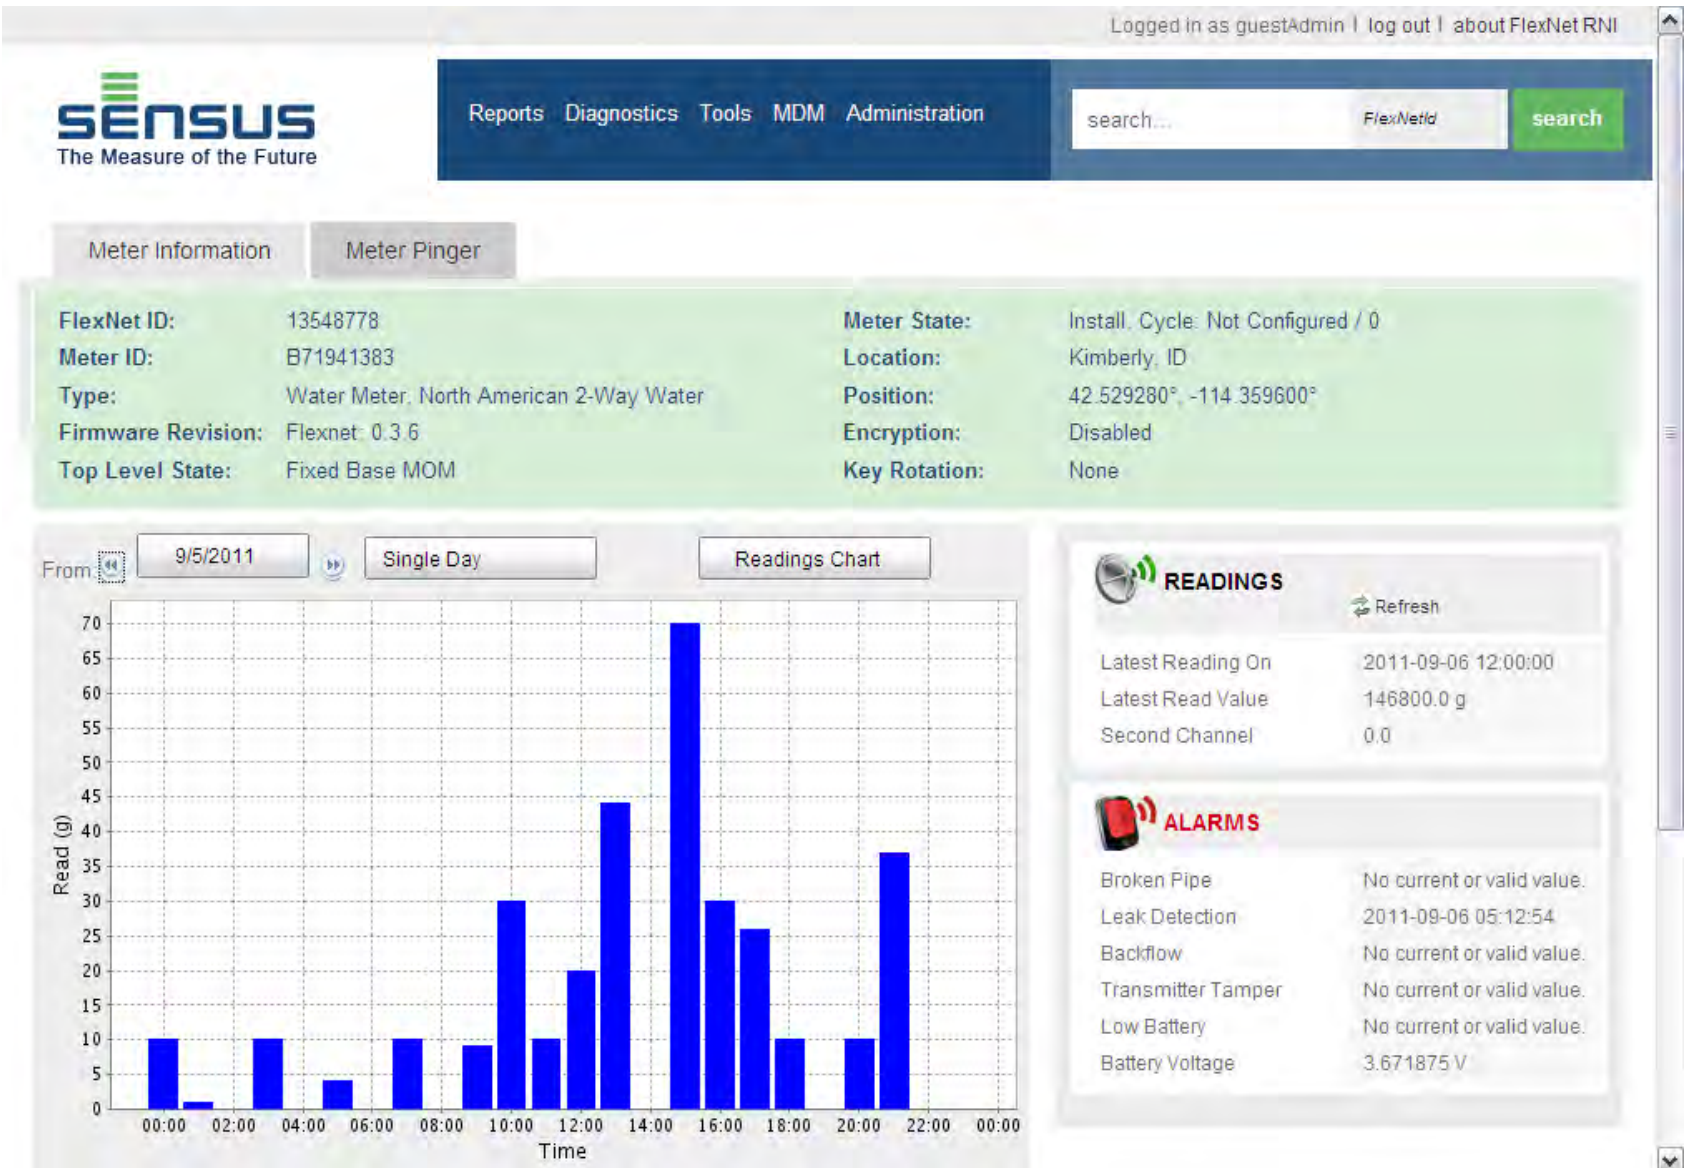 Logged in as guestAdmin | log out | about FlexNet RNI
sensus
The Measure of the Future
Reports Diagnostics Tools MDM Administration
search... FlexNetId search
Meter Information Meter Pinger
FlexNet ID: 13548778 Meter State: Install. Cycle: Not Configured / 0
Meter ID: B71941383 Location: Kimberly, ID
Type: Water Meter, North American 2-Way Water Position: 42.529280°, -114.359600°
Firmware Revision: Flexnet: 0.3.6 Encryption: Disabled
Top Level State: Fixed Base MOM Key Rotation: None
From: 9/5/2011 Single Day Readings Chart
70
65
60
55
50
45
40
35
30
25
20
15
10
5
0
Read (g)
00:00 02:00 04:00 06:00 08:00 10:00 12:00 14:00 16:00 18:00 20:00 22:00 00:00
Time
READINGS
Refresh
Latest Reading On 2011-09-06 12:00:00
Latest Read Value 146800.0 g
Second Channel 0.0
ALARMS
Broken Pipe No current or valid value.
Leak Detection 2011-09-06 05:12:54
Backflow No current or valid value.
Transmitter Tamper No current or valid value.
Low Battery No current or valid value.
Battery Voltage 3.671875 V